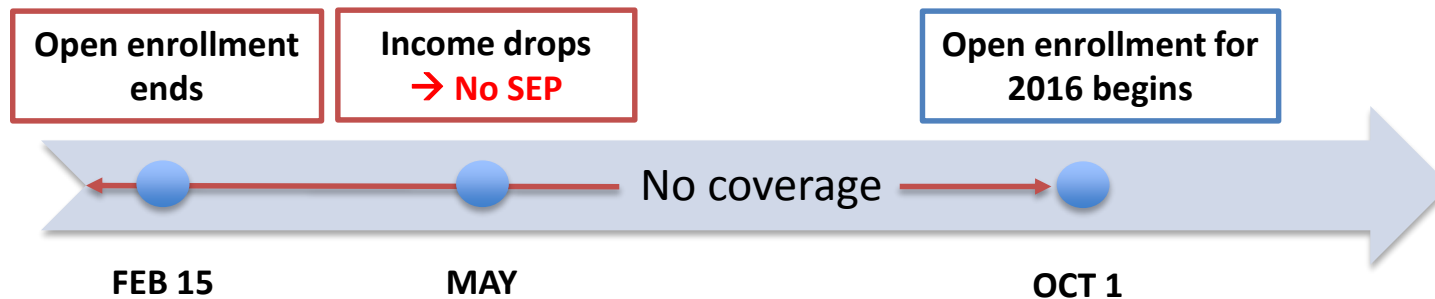 Open enrollment
ends
Income drops
→ No SEP
Open enrollment for
2016 begins
No coverage
FEB 15
MAY
OCT 1